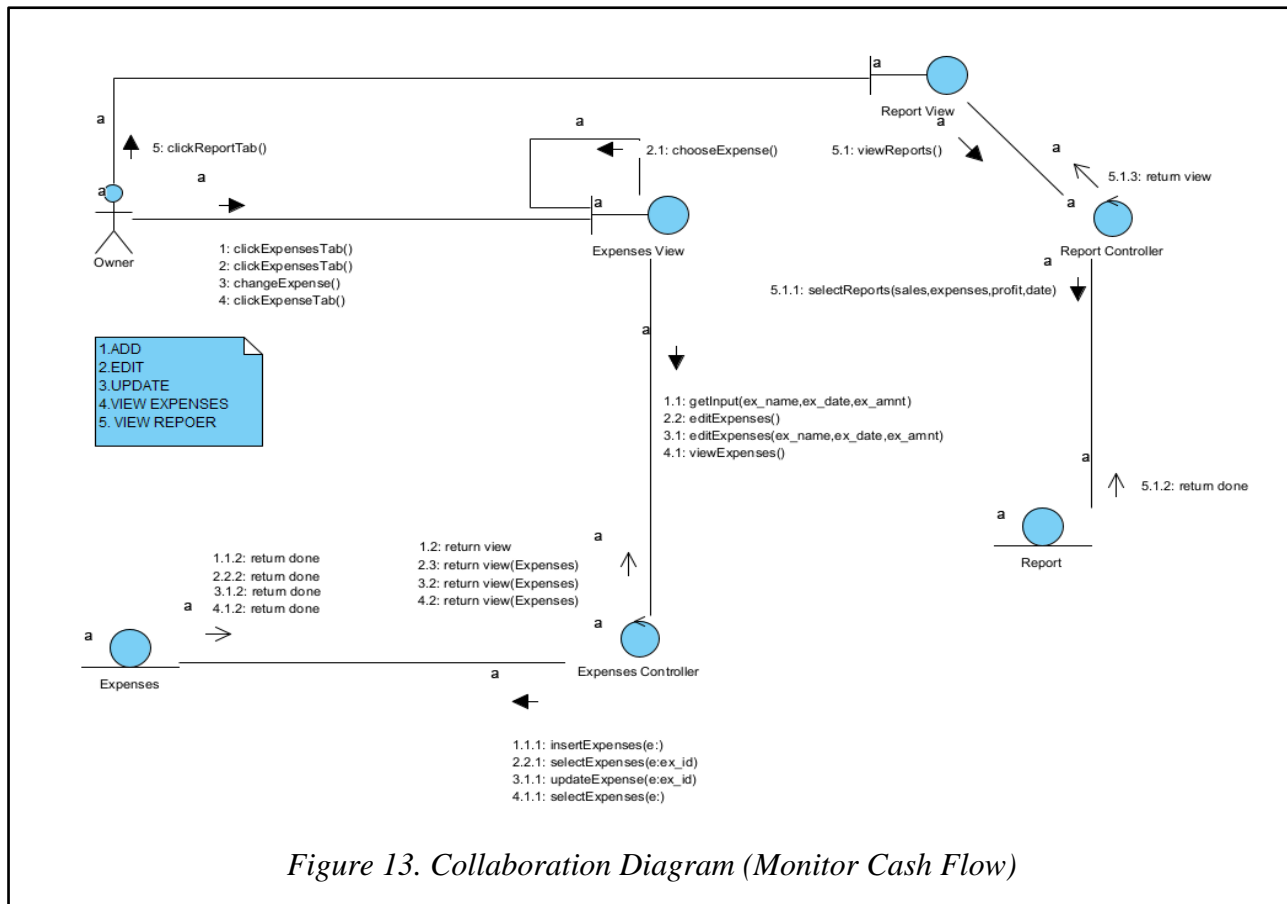 a
Report View
a
a
5: clickReportTab()
a
2.1: chooseExpense()
a
5.1: viewReports()
a
5.1.3: return view
a
a
a
a
Owner
Expenses View
Report Controller
1: clickExpensesTab()
2: clickExpensesTab()
3: changeExpense()
4: clickExpenseTab()
a
5.1.1: selectReports(sales,expenses,profit,date)
1.ADD
2.EDIT
3.UPDATE
4.VIEW EXPENSES
5. VIEW REPOER
a
1.1: getInput(ex_name,ex_date,ex_amnt)
2.2: editExpenses()
3.1: editExpenses(ex_name,ex_date,ex_amnt)
4.1: viewExpenses()
a
5.1.2: return done
a
Report
1.1.2: return done
2.2.2: return done
3.1.2: return done
4.1.2: return done
a
1.2: return view
2.3: return view(Expenses)
3.2: return view(Expenses)
4.2: return view(Expenses)
a
a
a
Expenses
Expenses Controller
a
1.1.1: insertExpenses(e:)
2.2.1: selectExpenses(e:ex_id)
3.1.1: updateExpense(e:ex_id)
4.1.1: selectExpenses(e:)
Figure 13. Collaboration Diagram (Monitor Cash Flow)